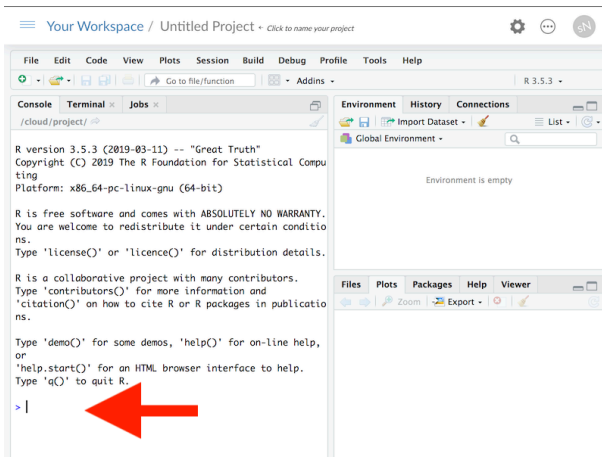 Your Workspace / Untitled Project Click to name your project
SN
File Edit Code View Plots Session Build Debug Profile Tools Help
Go to file/function Addins R 3.5.3
Console Terminal × Jobs ×
/cloud/project/
R version 3.5.3 (2019-03-11) -- "Great Truth"
Copyright (C) 2019 The R Foundation for Statistical Compu
ting
Platform: x86_64-pc-linux-gnu (64-bit)
R is free software and comes with ABSOLUTELY NO WARRANTY.
You are welcome to redistribute it under certain conditio
ns.
Type 'license()' or 'licence()' for distribution details.
R is a collaborative project with many contributors.
Type 'contributors()' for more information and
'citation()' on how to cite R or R packages in publicatio
ns.
Type 'demo()' for some demos, 'help()' for on-line help,
or
'help.start()' for an HTML browser interface to help.
Type 'q()' to quit R.
>
Environment History Connections
Import Dataset List
Global Environment
Environment is empty
Files Plots Packages Help Viewer
Zoom Export